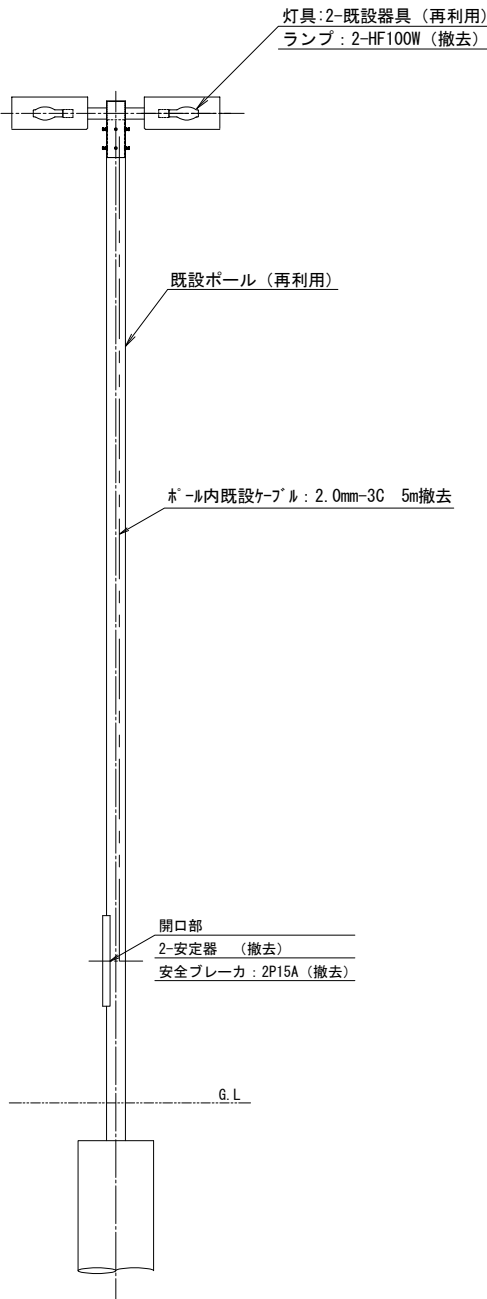 灯具:2-既設器具（再利用）
ランプ：2-HF100W（撤去）
既設ポール（再利用）
ﾎﾟｰﾙ内既設ｹｰﾌﾞﾙ：2.0mm-3C　5m撤去
開口部
2-安定器　（撤去）
安全ブレーカ：2P15A（撤去）
G.L